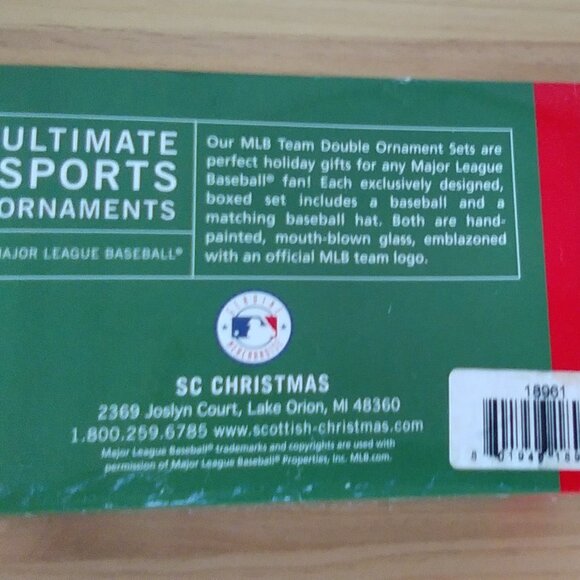 ULTIMATE
SPORTS
ORNAMENTS
MAJOR LEAGUE BASEBALL®
Our MLB Team Double Ornament Sets are
perfect holiday gifts for any Major League
Baseball® fan! Each exclusively designed,
boxed set includes a baseball and a
matching baseball hat. Both are hand-
painted, mouth-blown glass, emblazoned
with an official MLB team logo.
GENUINE
MERCHANDISE
SC CHRISTMAS
2369 Joslyn Court, Lake Orion, MI 48360
1.800.259.6785 www.scottish-christmas.com
Major League Baseball® trademarks and copyrights are used with
permission of Major League Baseball® Properties, Inc. MLB.com.
18961